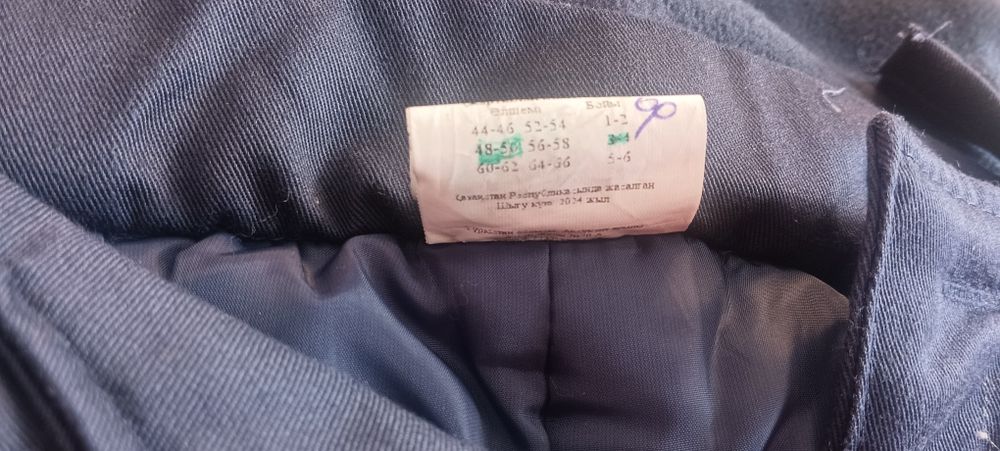 Өлшемі Бойы
44-46 52-54 1-2 90
48-50 56-58 3-4
60-62 64-66 5-6
Қазақстан Республикасында жасалған
Шығу күні 2024 жыл